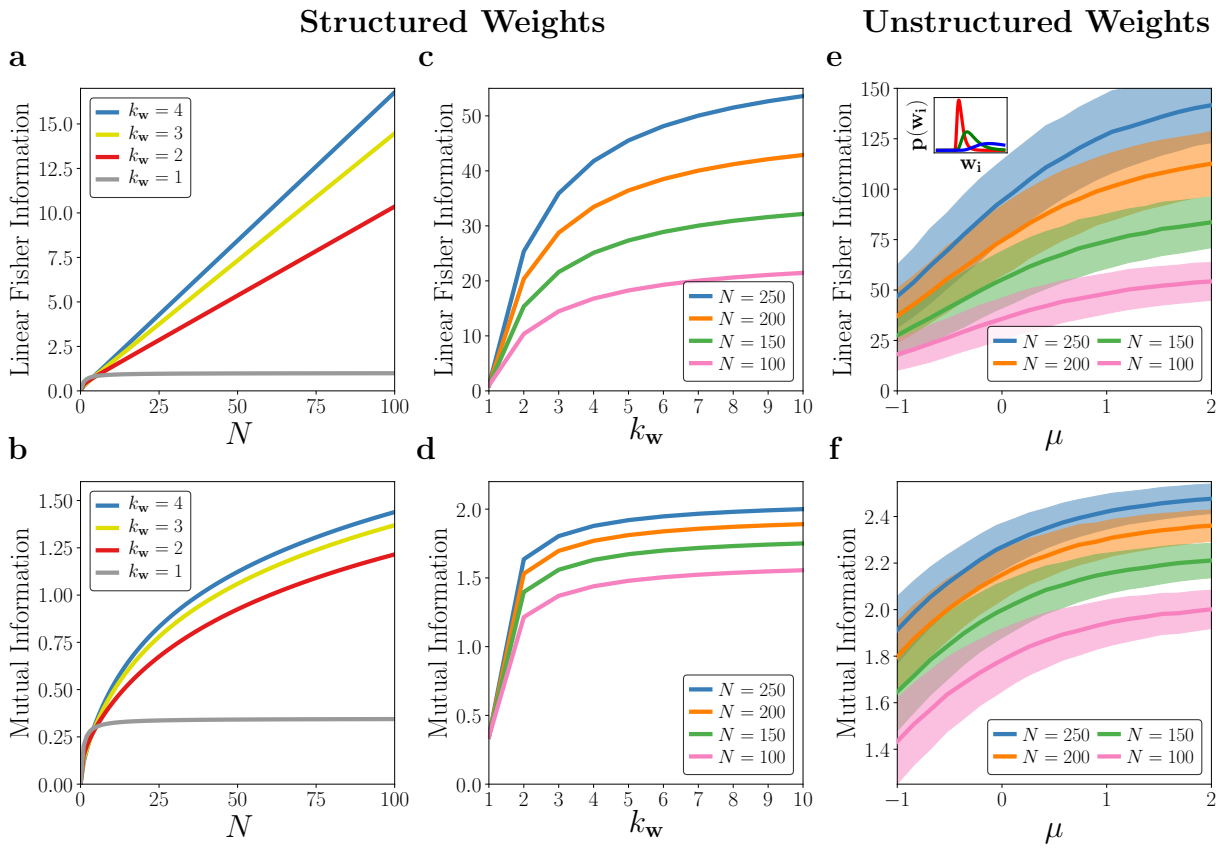 Structured Weights
Unstructured Weights
a
Linear Fisher Information
15.0
12.5
10.0
7.5
5.0
2.5
0.0
k_w = 4
k_w = 3
k_w = 2
k_w = 1
0 25 50 75 100
N
c
Linear Fisher Information
50
40
30
20
10
0
N = 250
N = 200
N = 150
N = 100
1 2 3 4 5 6 7 8 9 10
k_w
e
Linear Fisher Information
150
125
100
75
50
25
0
p(w_i)
w_i
N = 250 N = 150
N = 200 N = 100
−1 0 1 2
μ
b
Mutual Information
1.50
1.25
1.00
0.75
0.50
0.25
0.00
k_w = 4
k_w = 3
k_w = 2
k_w = 1
0 25 50 75 100
N
d
Mutual Information
2.0
1.5
1.0
0.5
0.0
N = 250
N = 200
N = 150
N = 100
1 2 3 4 5 6 7 8 9 10
k_w
f
Mutual Information
2.4
2.2
2.0
1.8
1.6
1.4
N = 250 N = 150
N = 200 N = 100
−1 0 1 2
μ